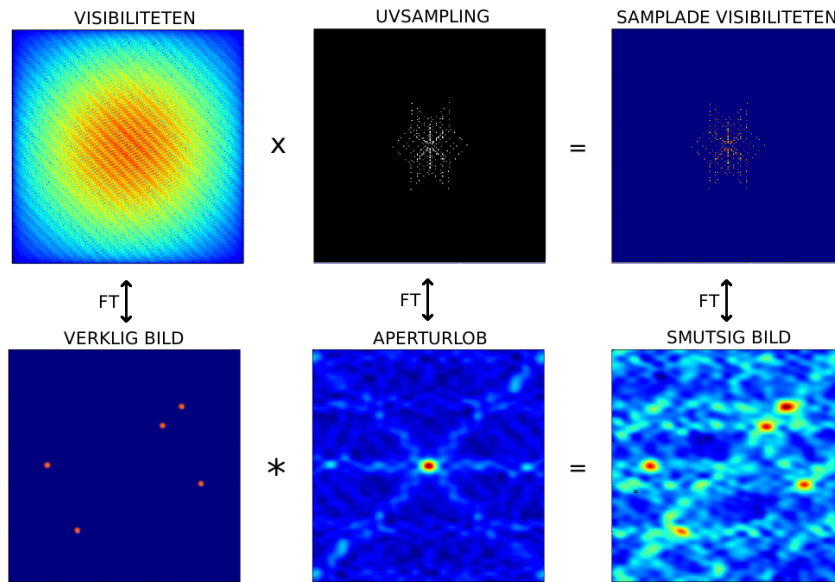 VISIBILITETEN
UVSAMPLING
SAMPLADE VISIBILITETEN
x
=
FT
FT
FT
VERKLIG BILD
APERTURLOB
SMUTSIG BILD
*
=
=